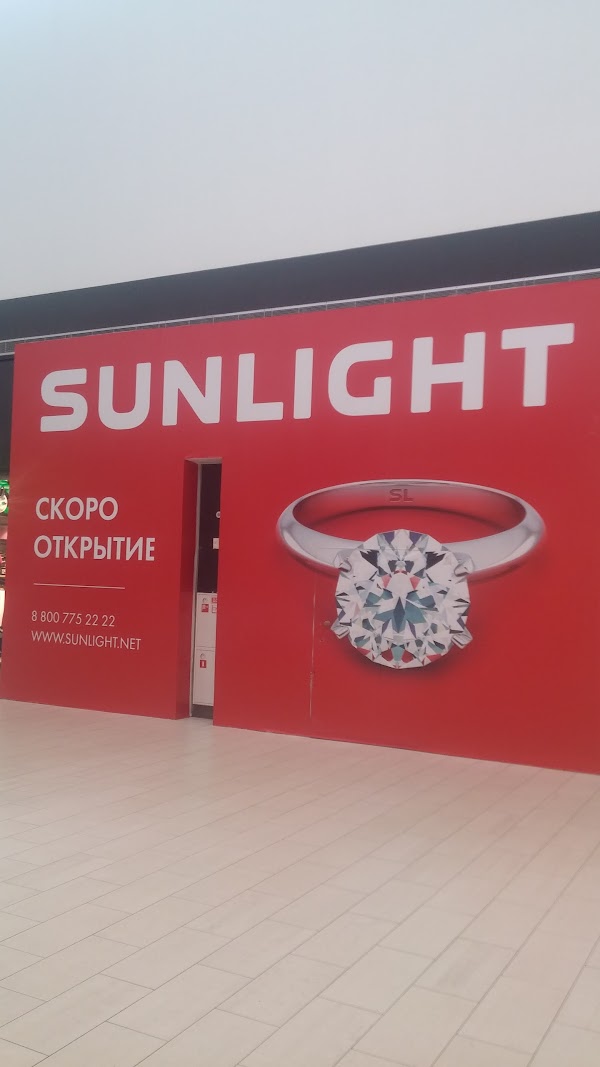 SUNLIGHT
СКОРО
ОТКРЫТИЕ
8 800 775 22 22
WWW.SUNLIGHT.NET
SL